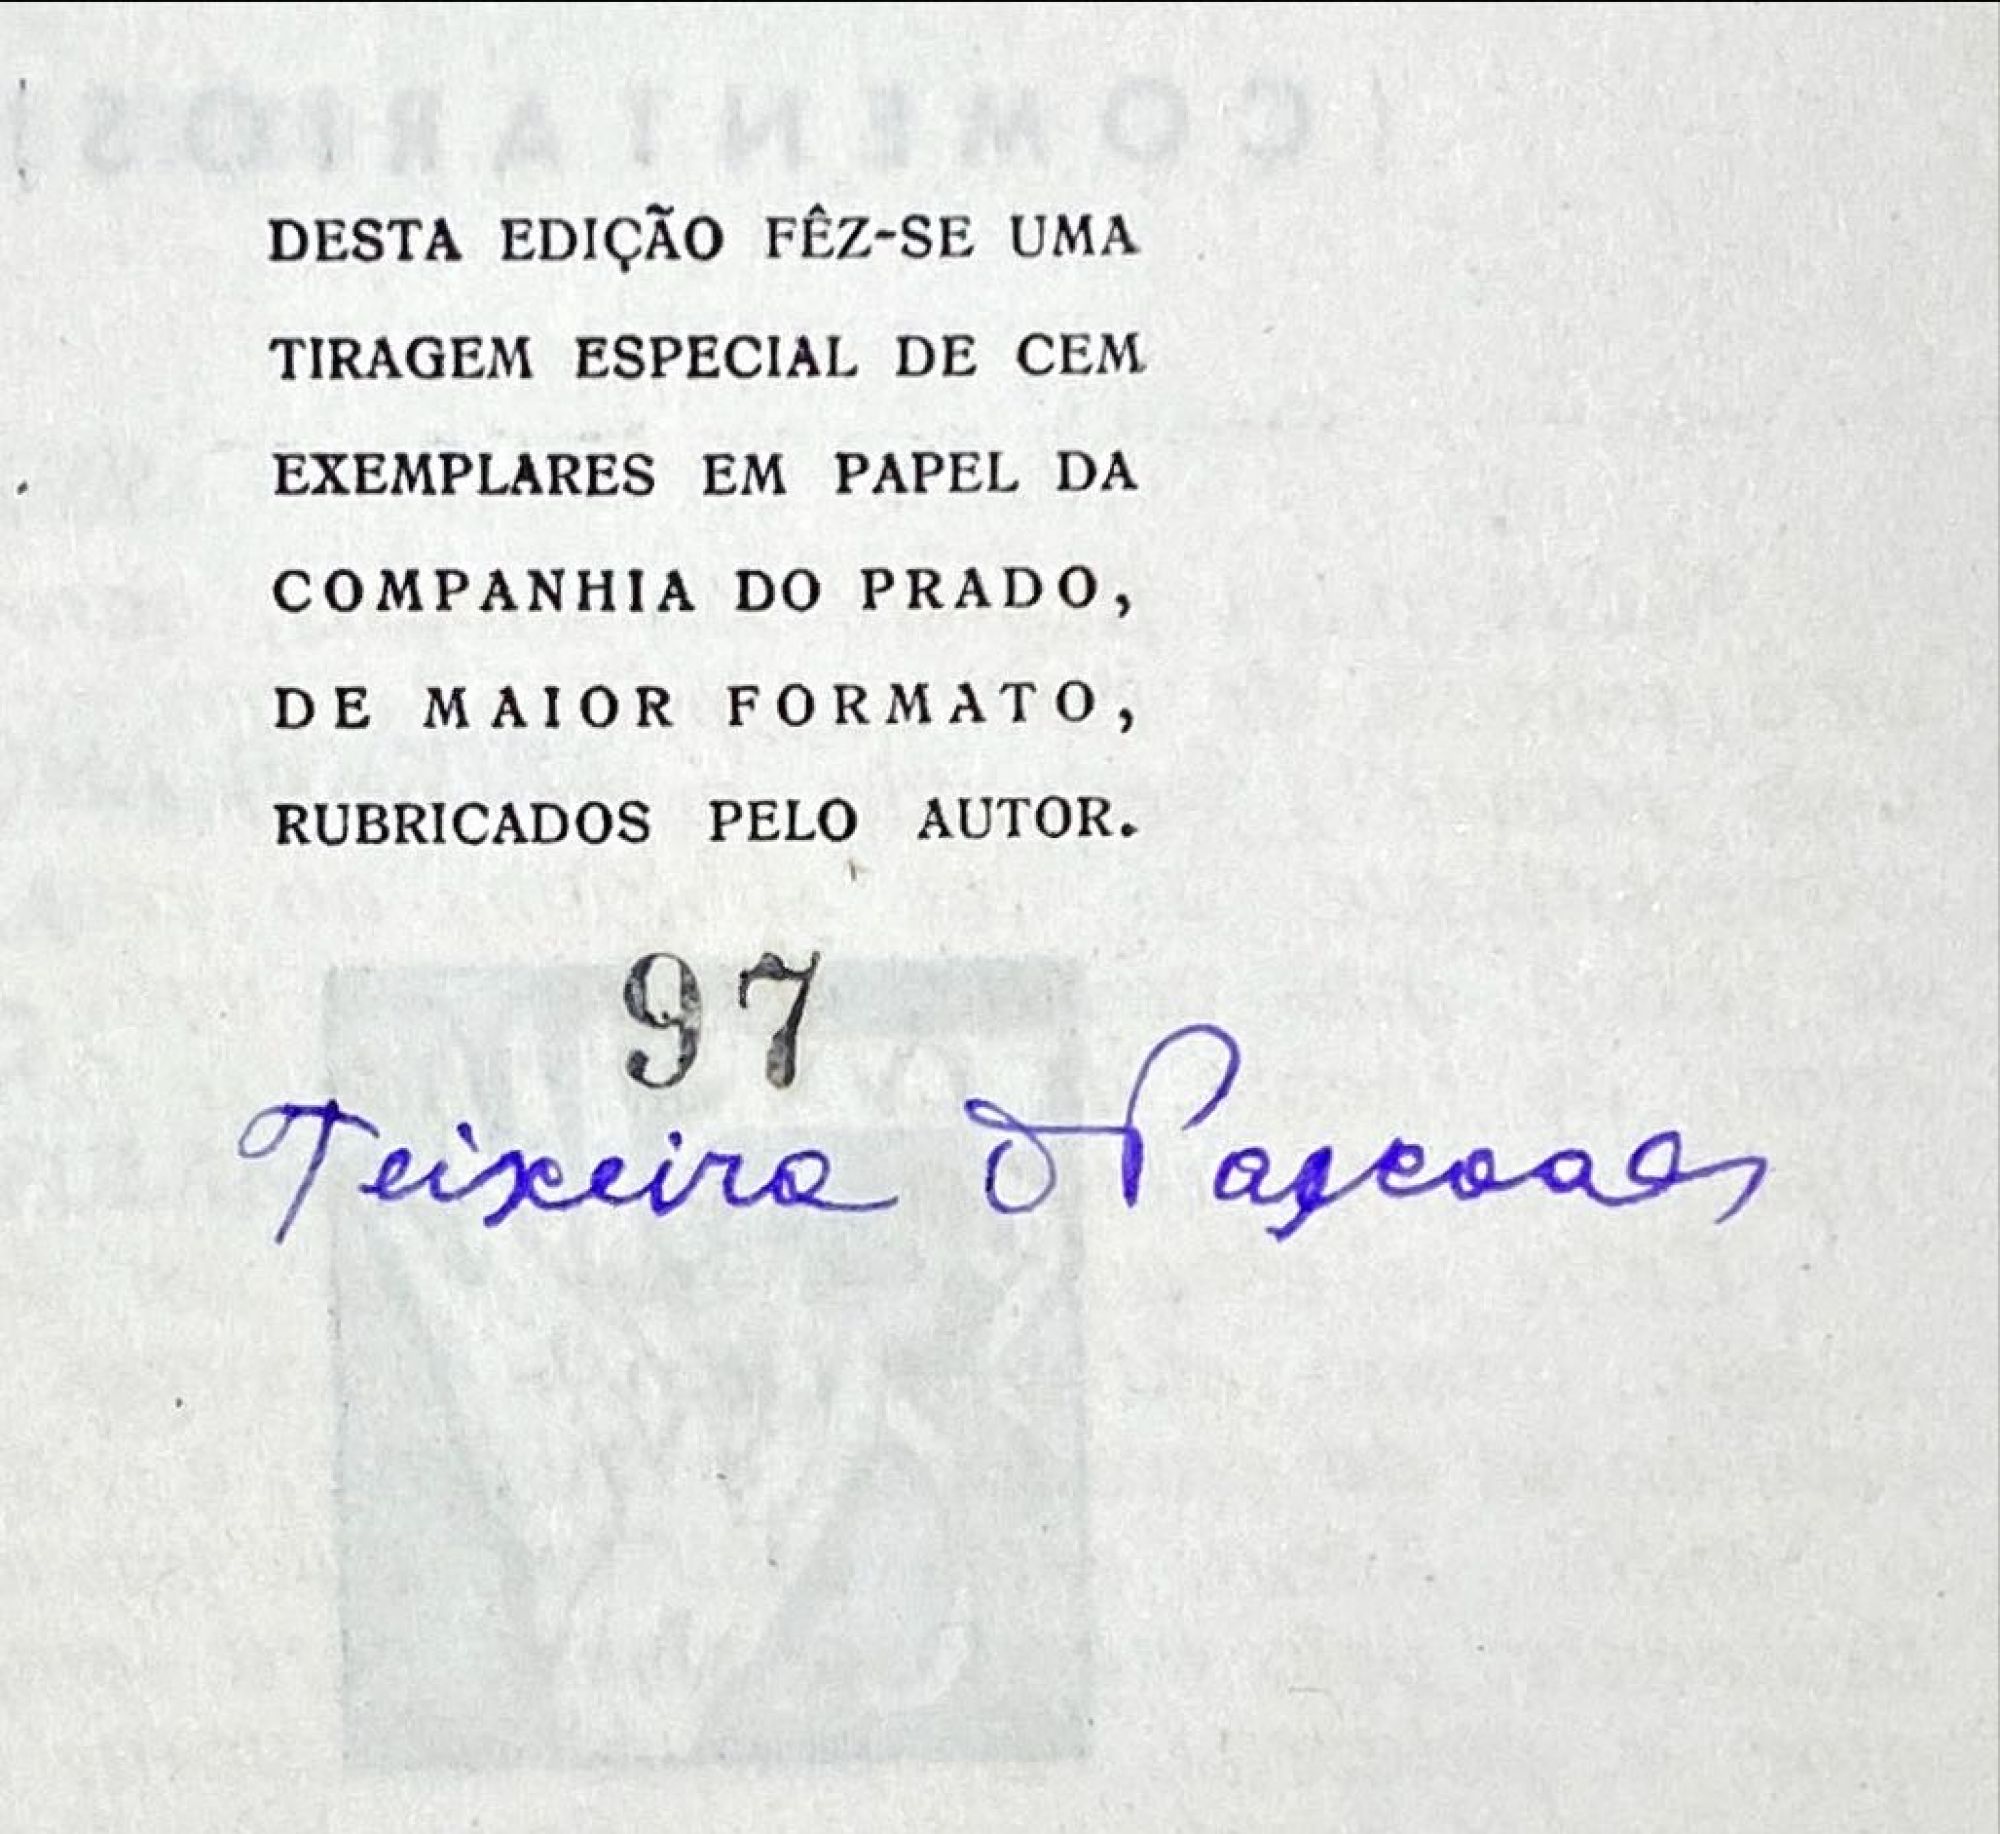 (COMENTARIOS)
DESTA EDIÇÃO FÊZ-SE UMA
TIRAGEM ESPECIAL DE CEM
EXEMPLARES EM PAPEL DA
COMPANHIA DO PRADO,
DE MAIOR FORMATO,
RUBRICADOS PELO AUTOR.
97
Teixeira d Pascoaes